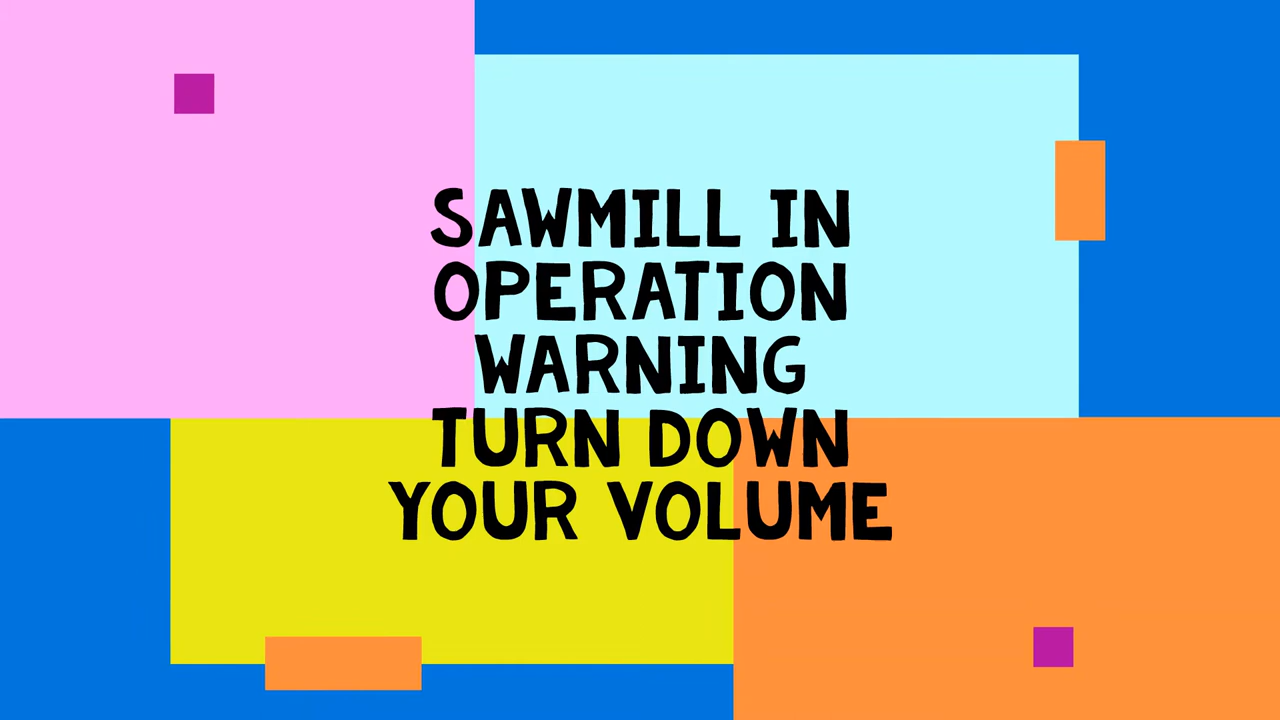 SAWMILL IN
OPERATION
WARNING
TURN DOWN
YOUR VOLUME